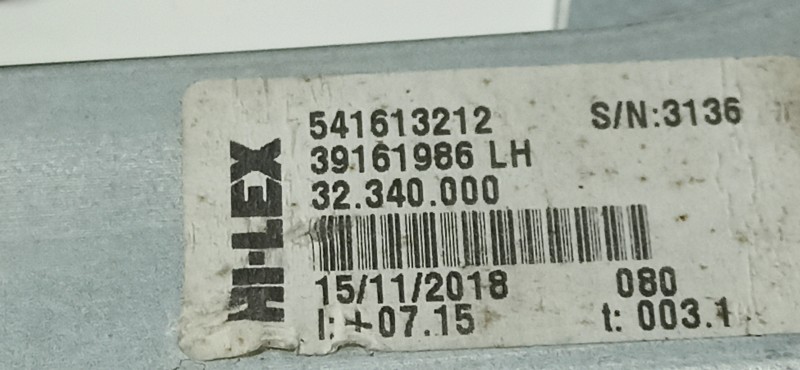 HI-LEX
541613212 S/N:3136
39161986 LH
32.340.000
15/11/2018 080
I: +07.15 t: 003.1